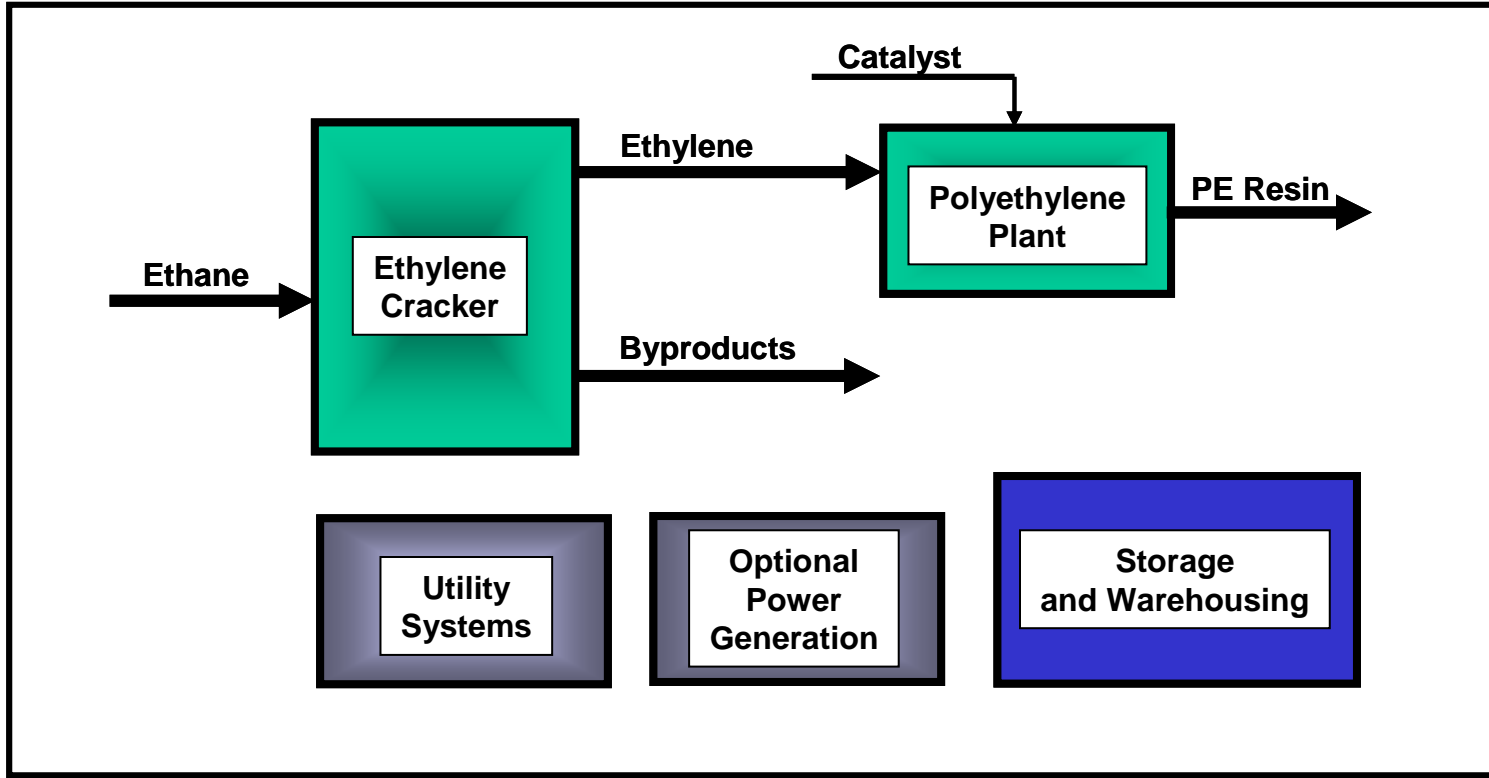 Catalyst
Ethylene
Polyethylene
Plant
PE Resin
Ethane
Ethylene
Cracker
Byproducts
Utility
Systems
Optional
Power
Generation
Storage
and Warehousing